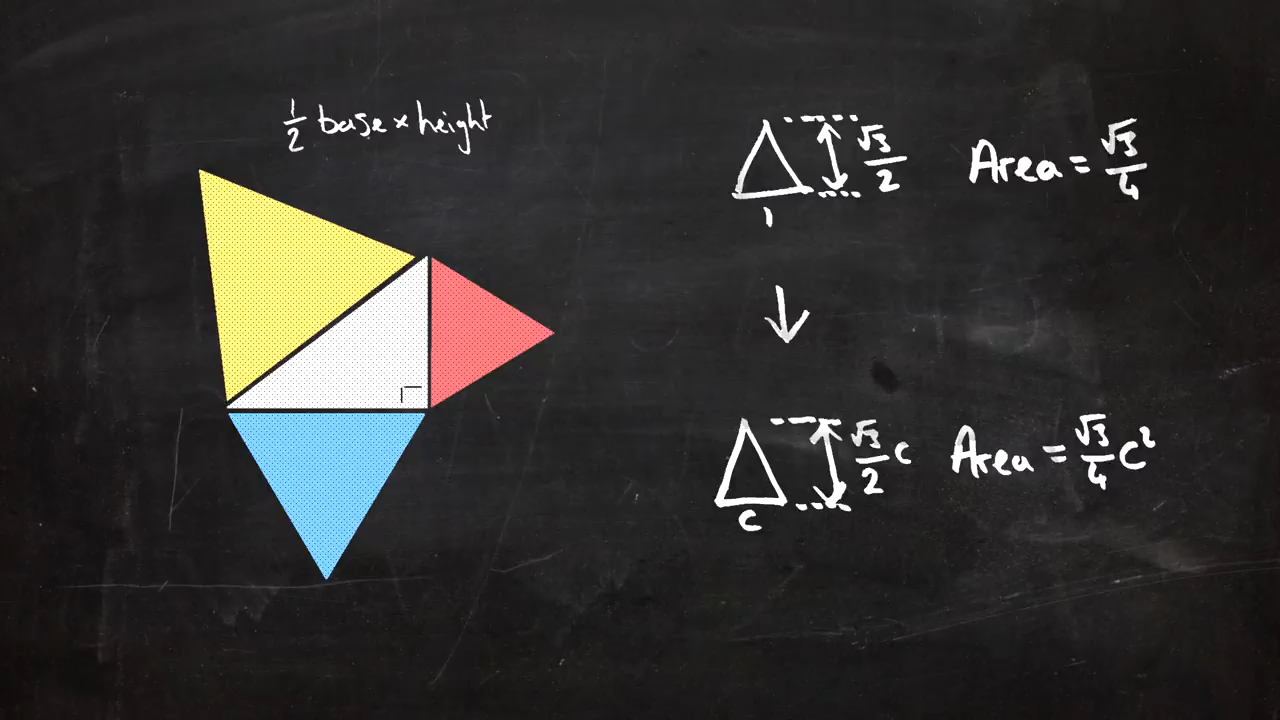 ½ base × height
√3/2
1
Area = √3/4
√3/2 c
c
Area = √3/4 c²